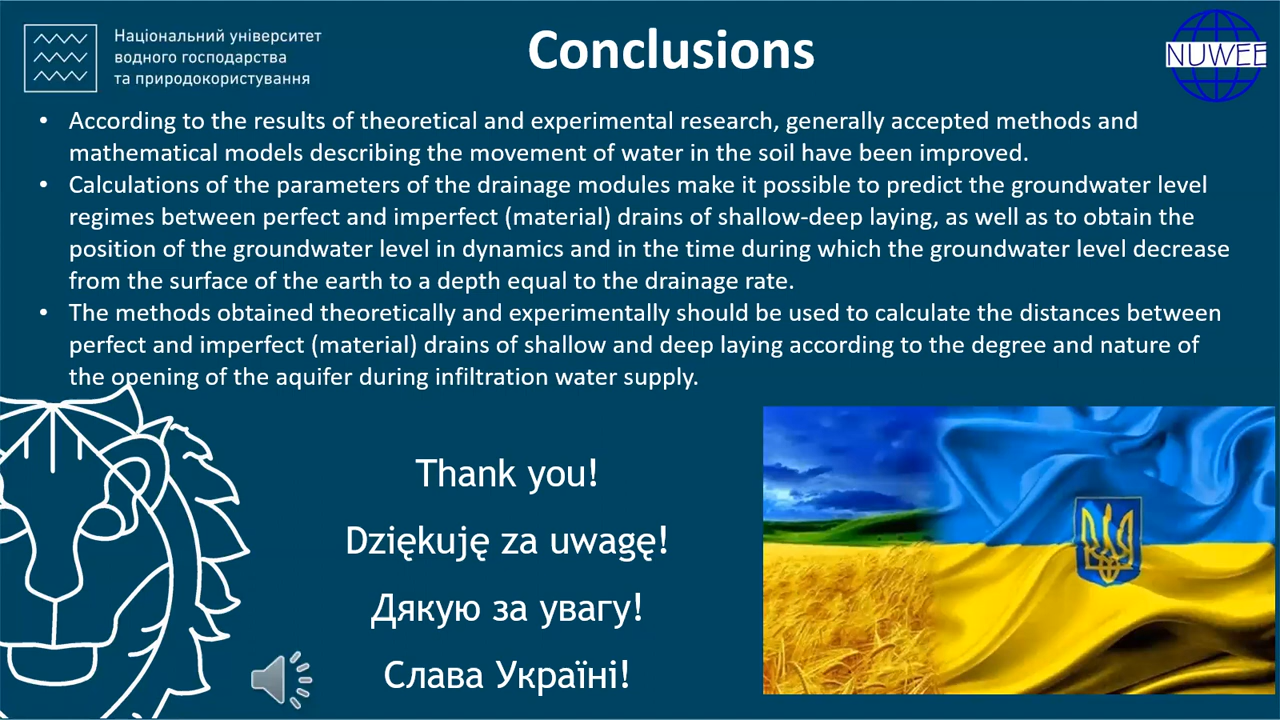 Національний університет
водного господарства
та природокористування
Conclusions
NUWEE
• According to the results of theoretical and experimental research, generally accepted methods and
mathematical models describing the movement of water in the soil have been improved.
• Calculations of the parameters of the drainage modules make it possible to predict the groundwater level
regimes between perfect and imperfect (material) drains of shallow-deep laying, as well as to obtain the
position of the groundwater level in dynamics and in the time during which the groundwater level decrease
from the surface of the earth to a depth equal to the drainage rate.
• The methods obtained theoretically and experimentally should be used to calculate the distances between
perfect and imperfect (material) drains of shallow and deep laying according to the degree and nature of
the opening of the aquifer during infiltration water supply.
Thank you!
Dziękuję za uwagę!
Дякую за увагу!
Слава Україні!